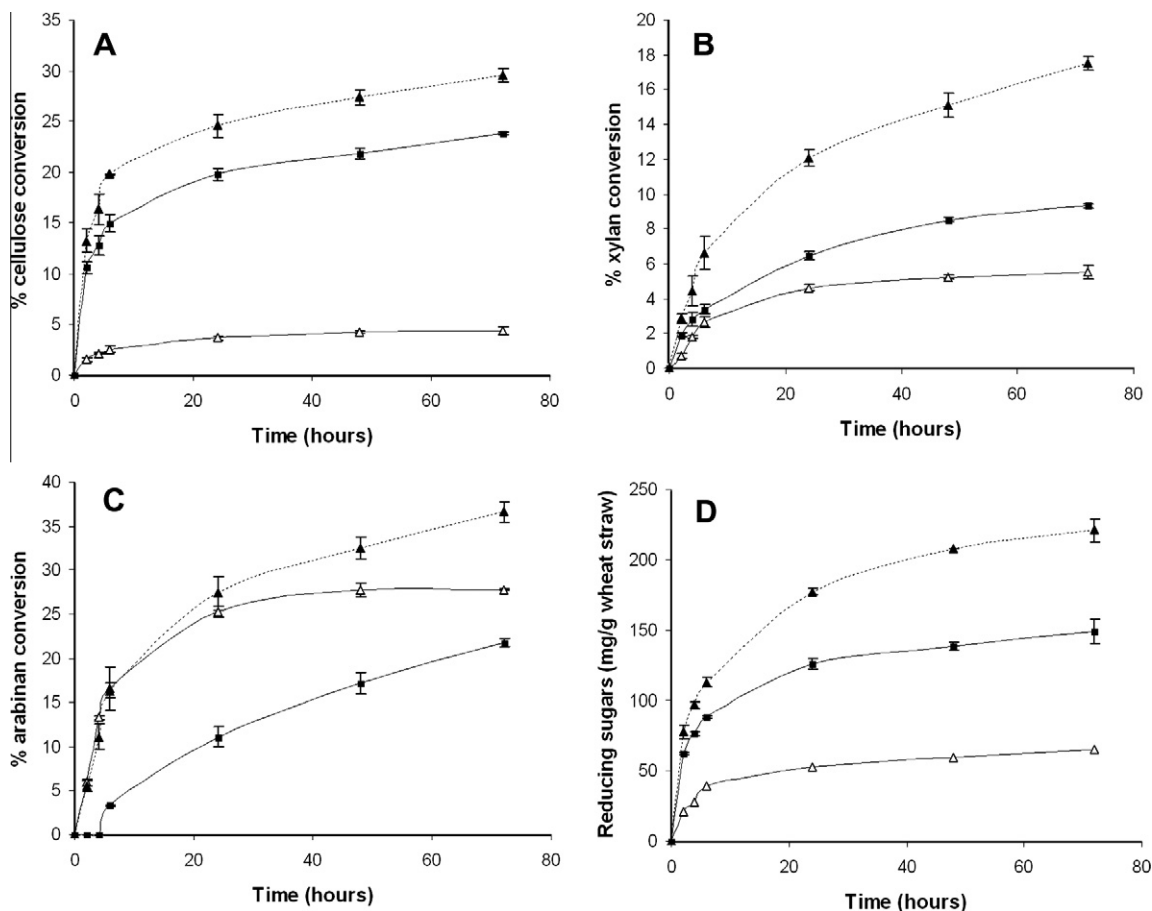 A
% cellulose conversion
35
30
25
20
15
10
5
0
0 20 40 60 80
Time (hours)
B
% xylan conversion
20
18
16
14
12
10
8
6
4
2
0
0 20 40 60 80
Time (hours)
C
% arabinan conversion
40
35
30
25
20
15
10
5
0
0 20 40 60 80
Time (hours)
D
Reducing sugars (mg/g wheat straw)
250
200
150
100
50
0
0 20 40 60 80
Time (hours)